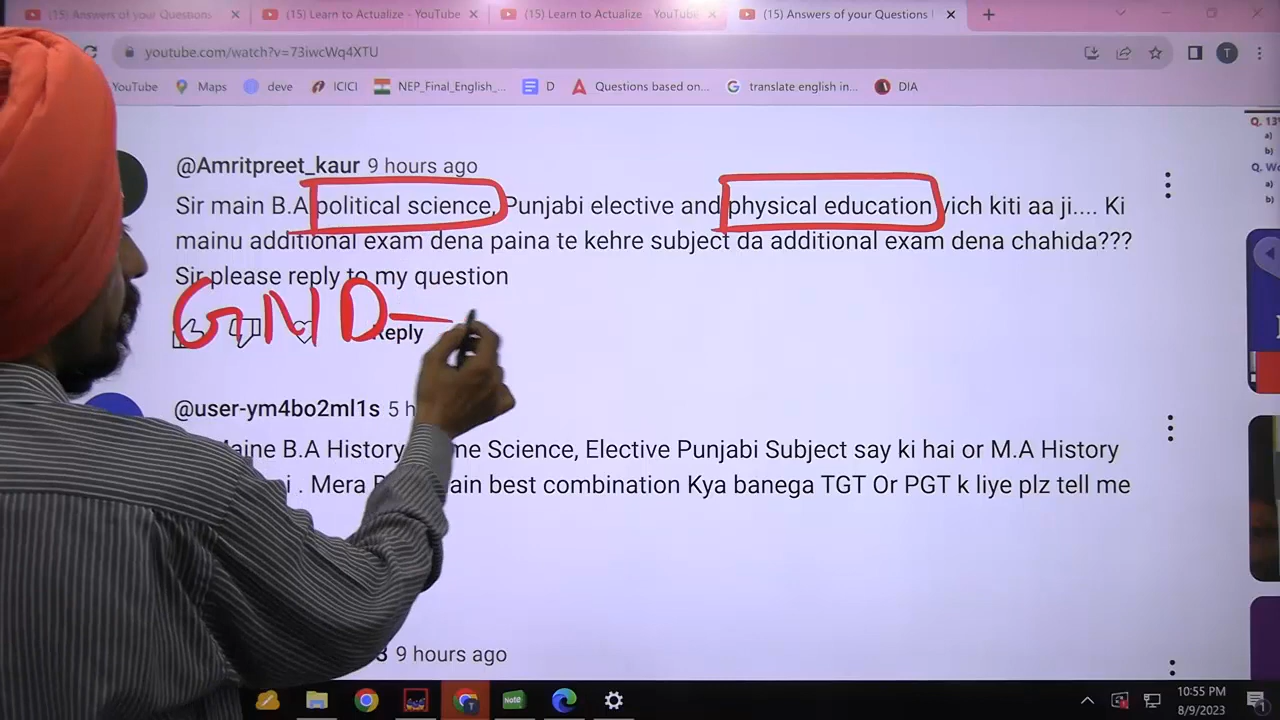 (15) Answers of your Questions
(15) Learn to Actualize - YouTube
(15) Learn to Actualize YouTube
(15) Answers of your Questions
youtube.com/watch?v=73iwcWq4XTU
T
YouTube
Maps
deve
ICICI
NEP_Final_English_...
D
Questions based on...
translate english in...
DIA
@Amritpreet_kaur 9 hours ago
Sir main B.A political science, Punjabi elective and physical education vich kiti aa ji.... Ki
mainu additional exam dena paina te kehre subject da additional exam dena chahida???
Sir please reply to my question
GND-
Reply
@user-ym4bo2ml1s 5 h
Maine B.A History Science, Elective Punjabi Subject say ki hai or M.A History
. Mera best combination Kya banega TGT Or PGT k liye plz tell me
9 hours ago
Q. 13
a)
b)
a)
b)
Note
10:55 PM
8/9/2023